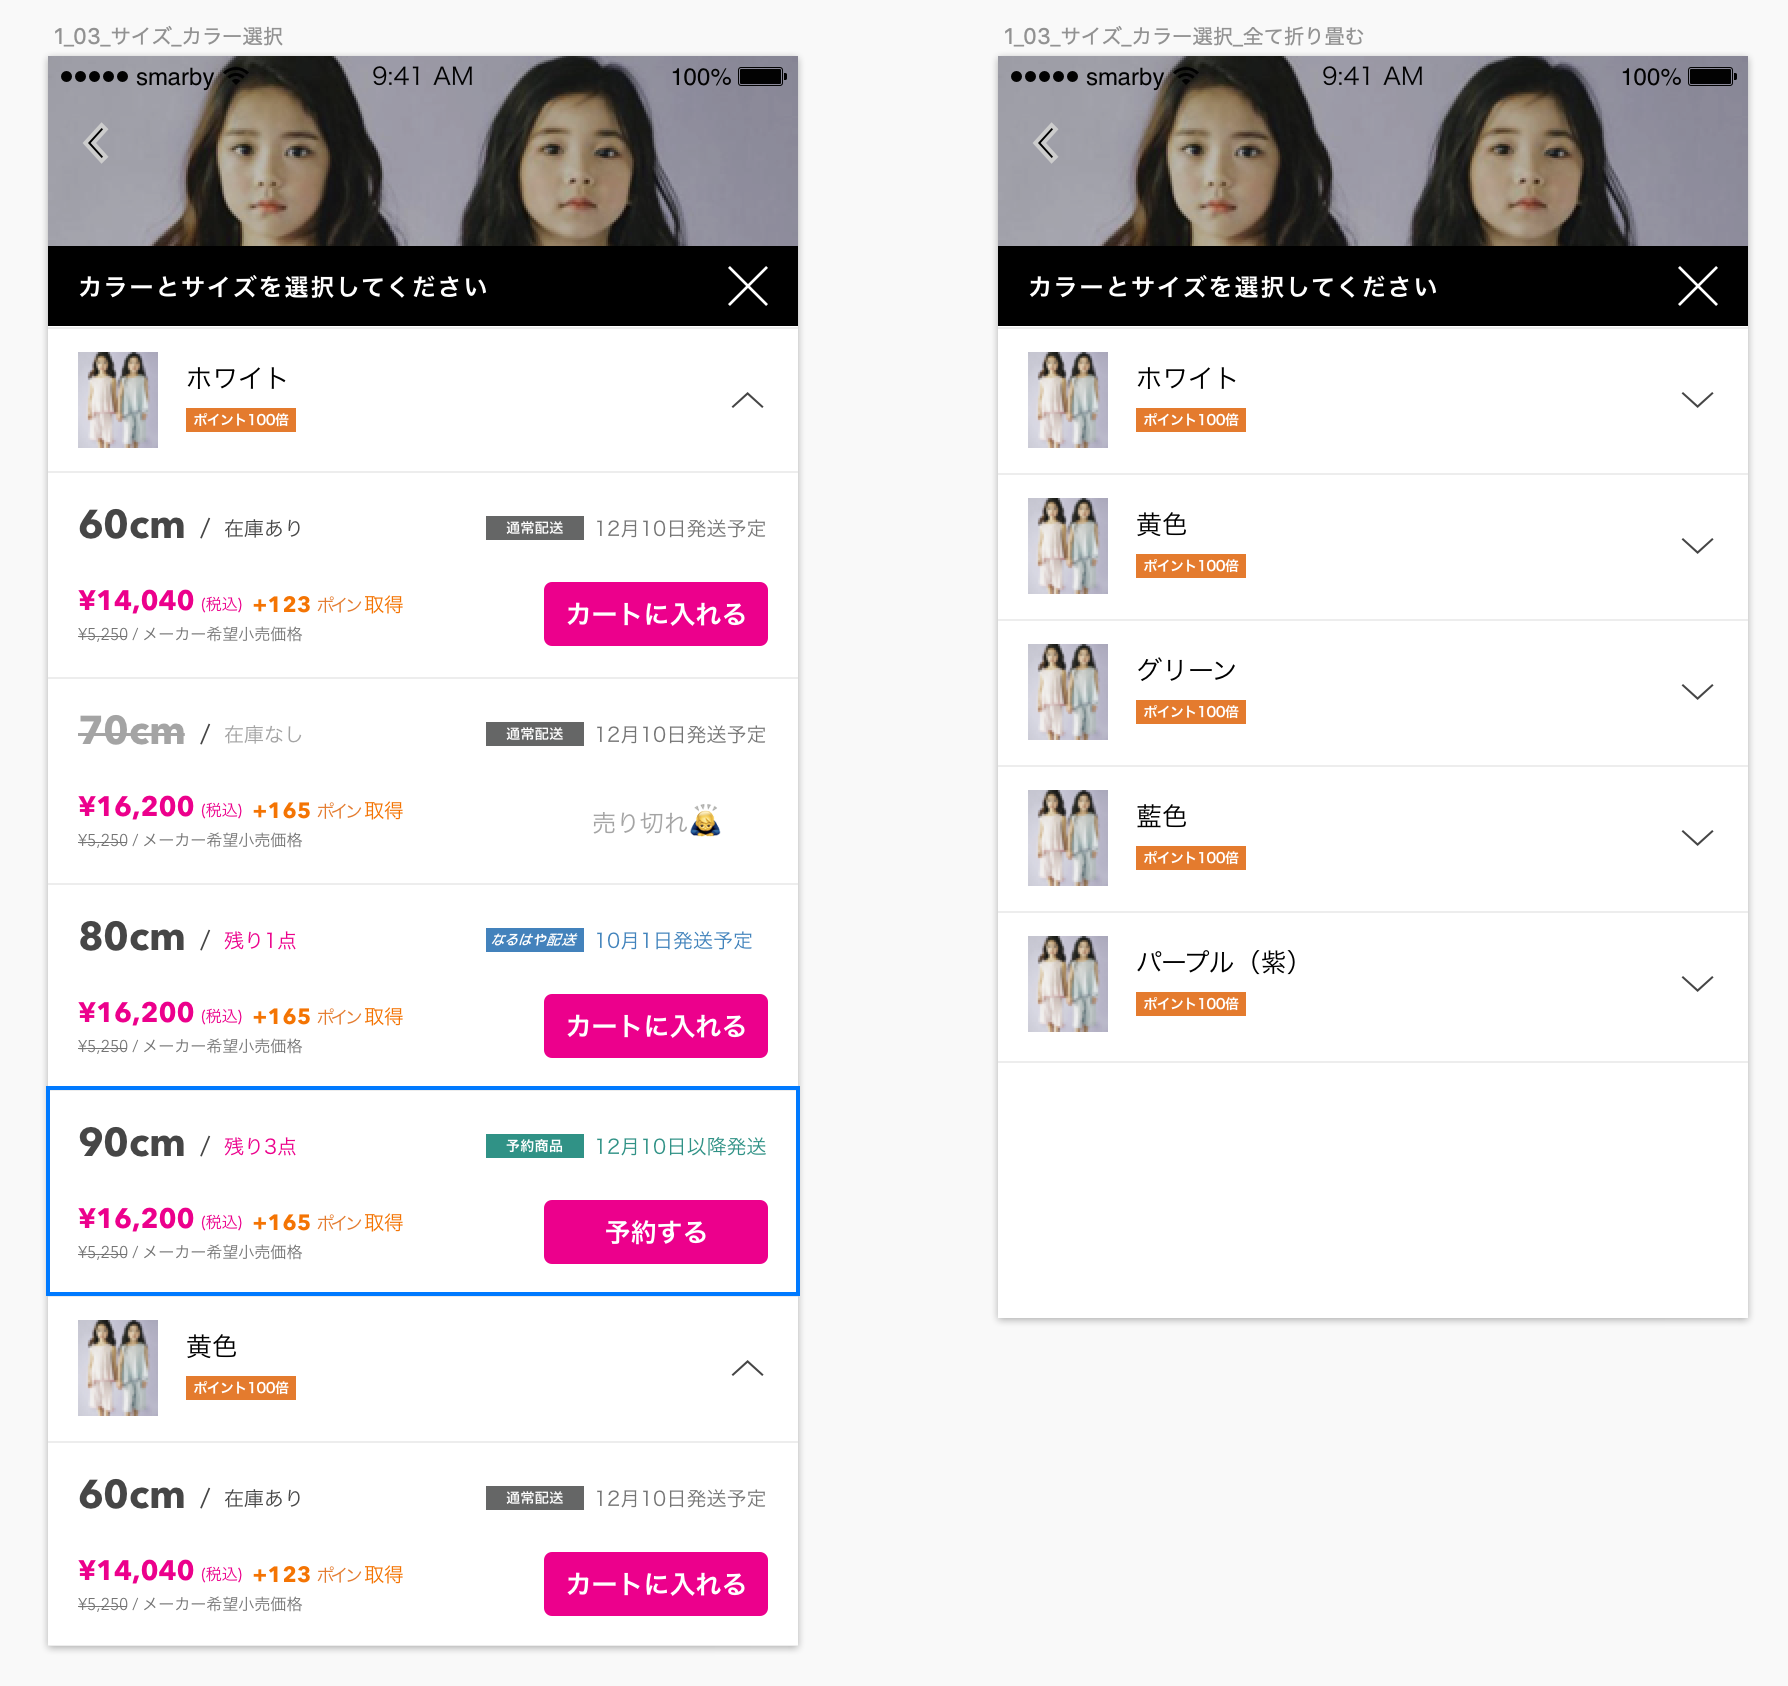 1_03_サイズ_カラー選択
smarby 9:41 AM 100%
カラーとサイズを選択してください
ホワイト
ポイント100倍
60cm / 在庫あり 通常配送 12月10日発送予定
¥14,040 (税込) +123 ポイン取得 カートに入れる
¥5,250 / メーカー希望小売価格
70cm / 在庫なし 通常配送 12月10日発送予定
¥16,200 (税込) +165 ポイン取得 売り切れ🙇
¥5,250 / メーカー希望小売価格
80cm / 残り1点 なるはや配送 10月1日発送予定
¥16,200 (税込) +165 ポイン取得 カートに入れる
¥5,250 / メーカー希望小売価格
90cm / 残り3点 予約商品 12月10日以降発送
¥16,200 (税込) +165 ポイン取得 予約する
¥5,250 / メーカー希望小売価格
黄色
ポイント100倍
60cm / 在庫あり 通常配送 12月10日発送予定
¥14,040 (税込) +123 ポイン取得 カートに入れる
¥5,250 / メーカー希望小売価格
1_03_サイズ_カラー選択_全て折り畳む
smarby 9:41 AM 100%
カラーとサイズを選択してください
ホワイト
ポイント100倍
黄色
ポイント100倍
グリーン
ポイント100倍
藍色
ポイント100倍
パープル（紫）
ポイント100倍